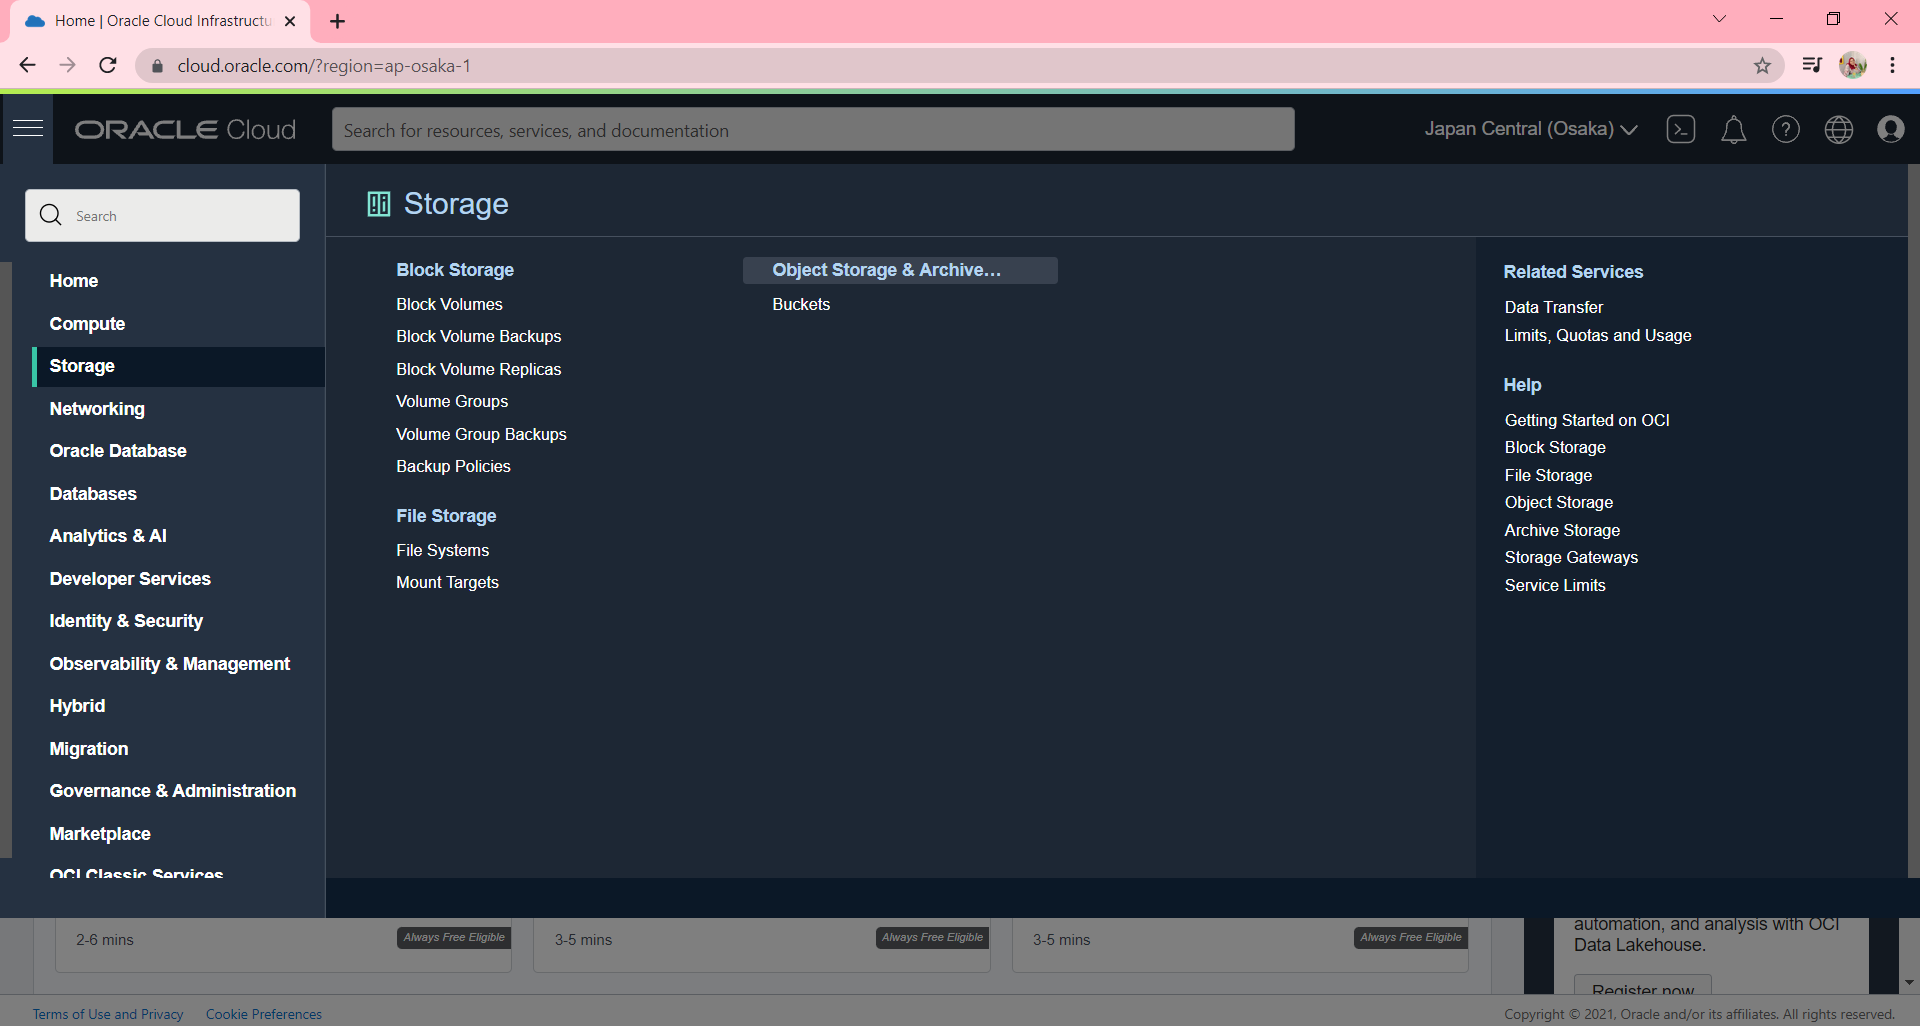 Home | Oracle Cloud Infrastructu
cloud.oracle.com/?region=ap-osaka-1
ORACLE Cloud
Search for resources, services, and documentation
Japan Central (Osaka)
Search
Home
Compute
Storage
Networking
Oracle Database
Databases
Analytics & AI
Developer Services
Identity & Security
Observability & Management
Hybrid
Migration
Governance & Administration
Marketplace
OCI Classic Services
Storage
Block Storage
Block Volumes
Block Volume Backups
Block Volume Replicas
Volume Groups
Volume Group Backups
Backup Policies
File Storage
File Systems
Mount Targets
Object Storage & Archive...
Buckets
Related Services
Data Transfer
Limits, Quotas and Usage
Help
Getting Started on OCI
Block Storage
File Storage
Object Storage
Archive Storage
Storage Gateways
Service Limits
2-6 mins
Always Free Eligible
3-5 mins
Always Free Eligible
3-5 mins
Always Free Eligible
automation, and analysis with OCI
Data Lakehouse.
Register now
Terms of Use and Privacy
Cookie Preferences
Copyright © 2021, Oracle and/or its affiliates. All rights reserved.